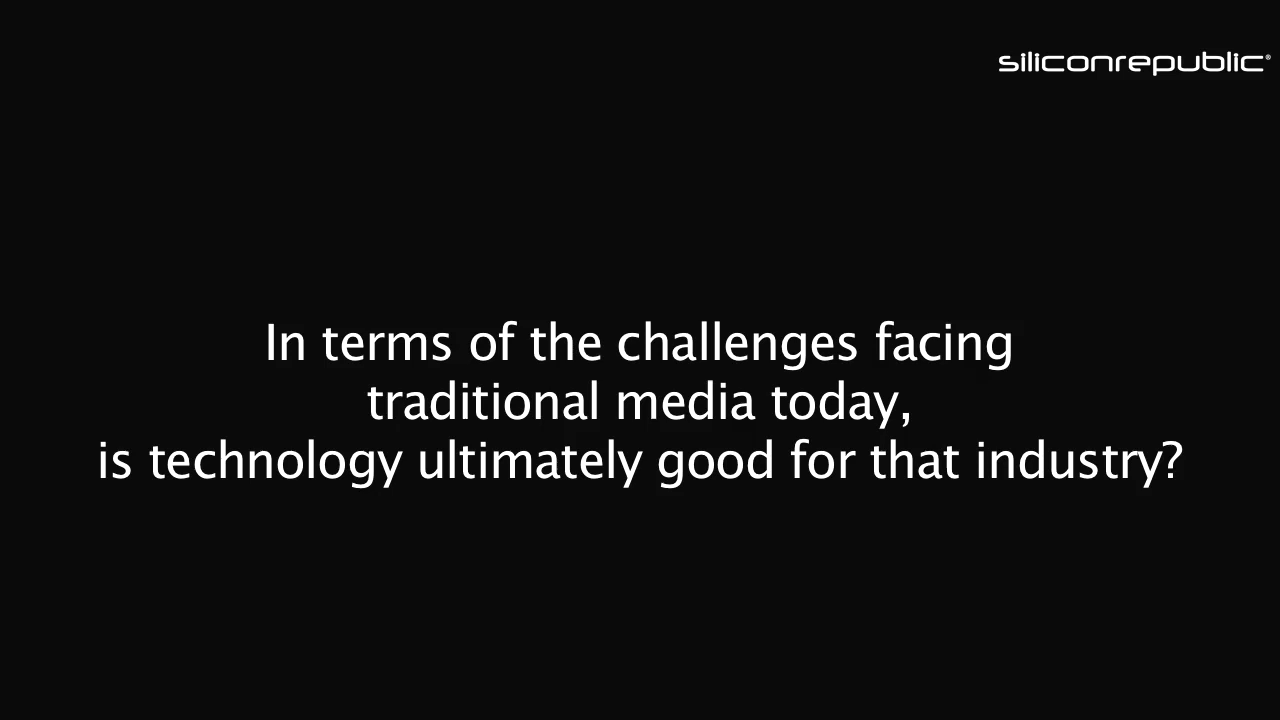 siliconrepublic®
In terms of the challenges facing
traditional media today,
is technology ultimately good for that industry?